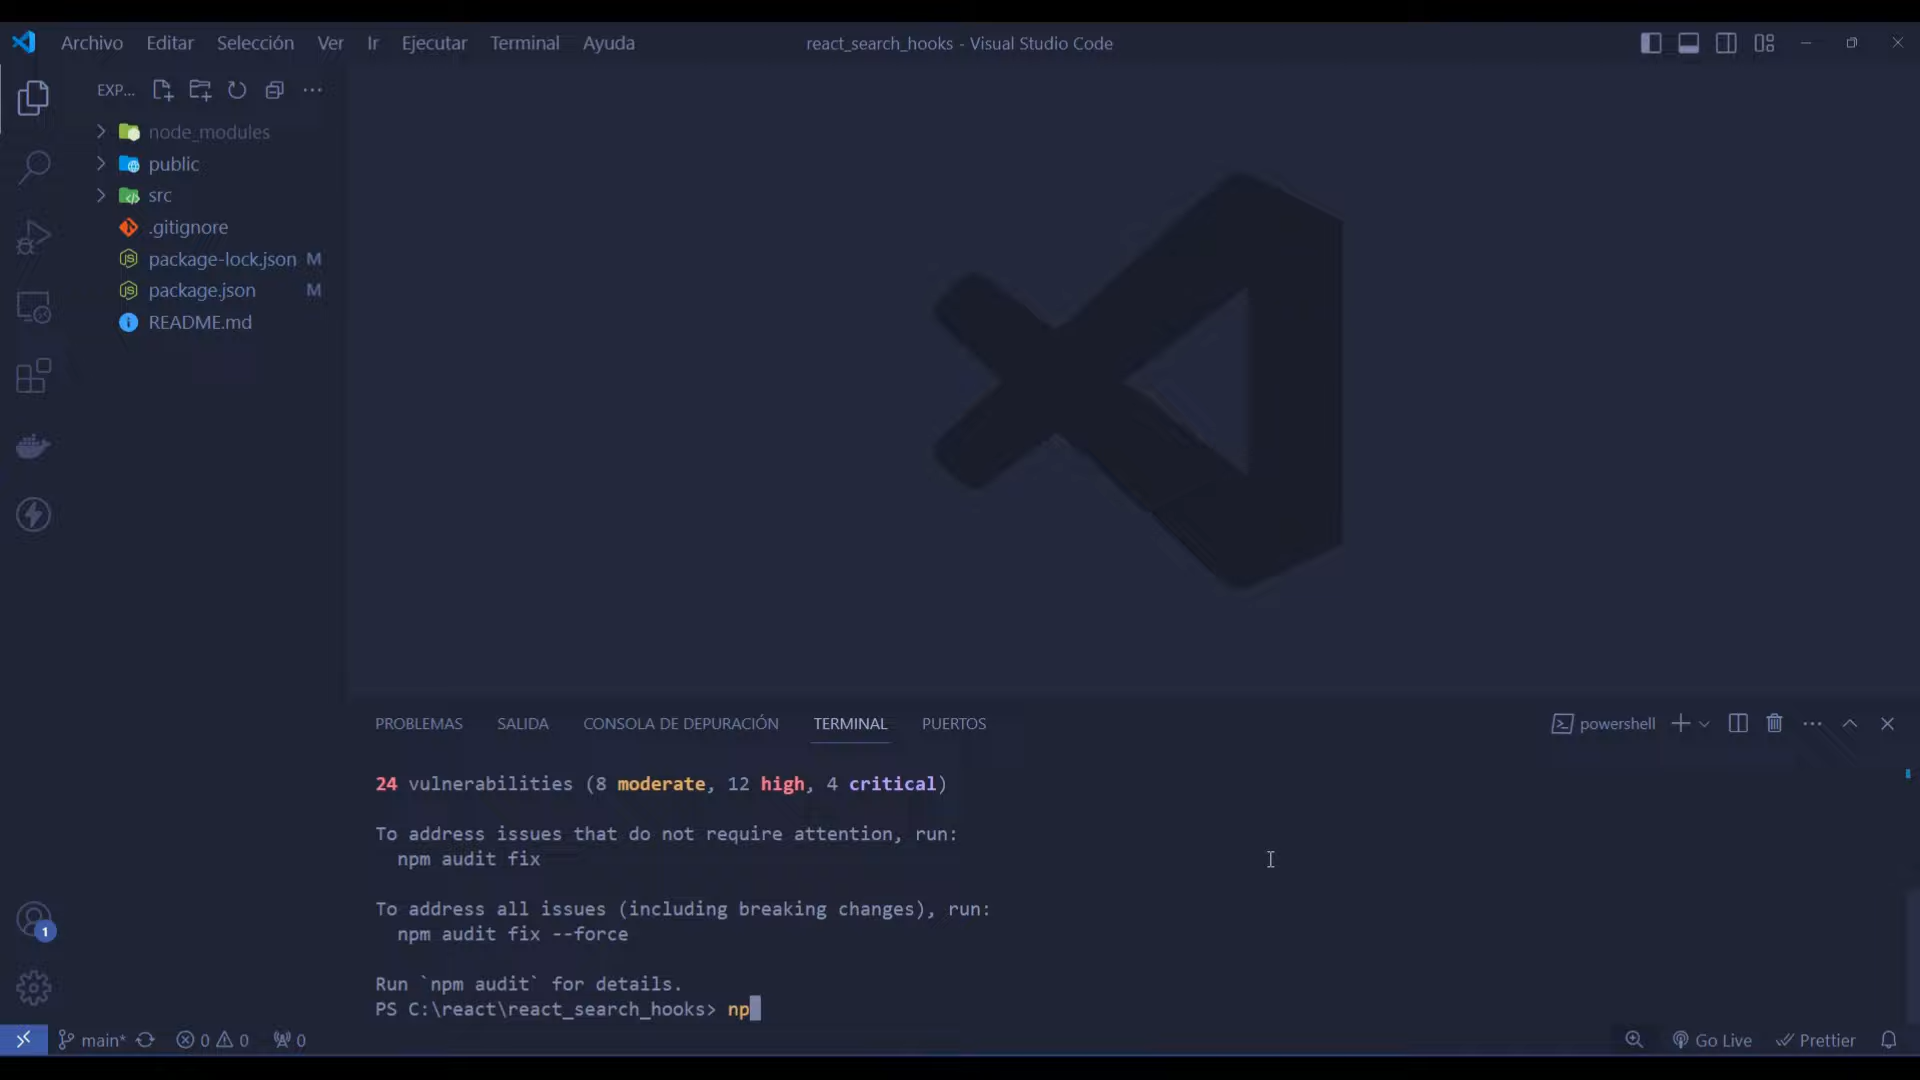 Archivo Editar Selección Ver Ir Ejecutar Terminal Ayuda
react_search_hooks - Visual Studio Code
EXP...
node_modules
public
src
.gitignore
package-lock.json M
package.json M
README.md
PROBLEMAS SALIDA CONSOLA DE DEPURACIÓN TERMINAL PUERTOS
powershell
24 vulnerabilities (8 moderate, 12 high, 4 critical)
To address issues that do not require attention, run:
npm audit fix
To address all issues (including breaking changes), run:
npm audit fix --force
Run `npm audit` for details.
PS C:\react\react_search_hooks> np
1
main* 0 0 0 Go Live Prettier